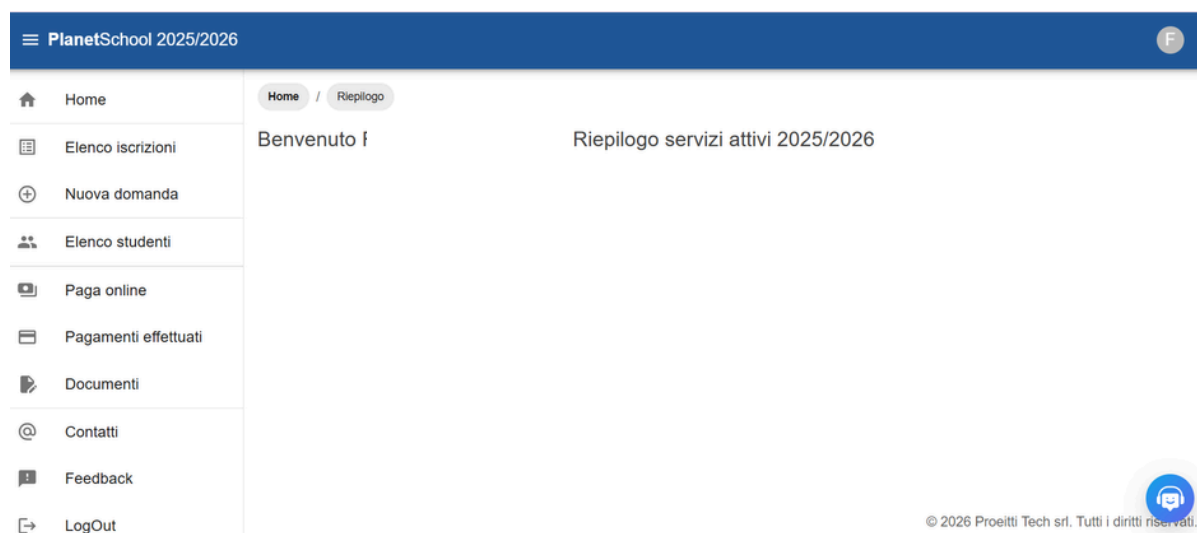 PlanetSchool 2025/2026
F
Home
Elenco iscrizioni
Nuova domanda
Elenco studenti
Paga online
Pagamenti effettuati
Documenti
Contatti
Feedback
LogOut
Home / Riepilogo
Benvenuto F
Riepilogo servizi attivi 2025/2026
© 2026 Proeitti Tech srl. Tutti i diritti riservati.